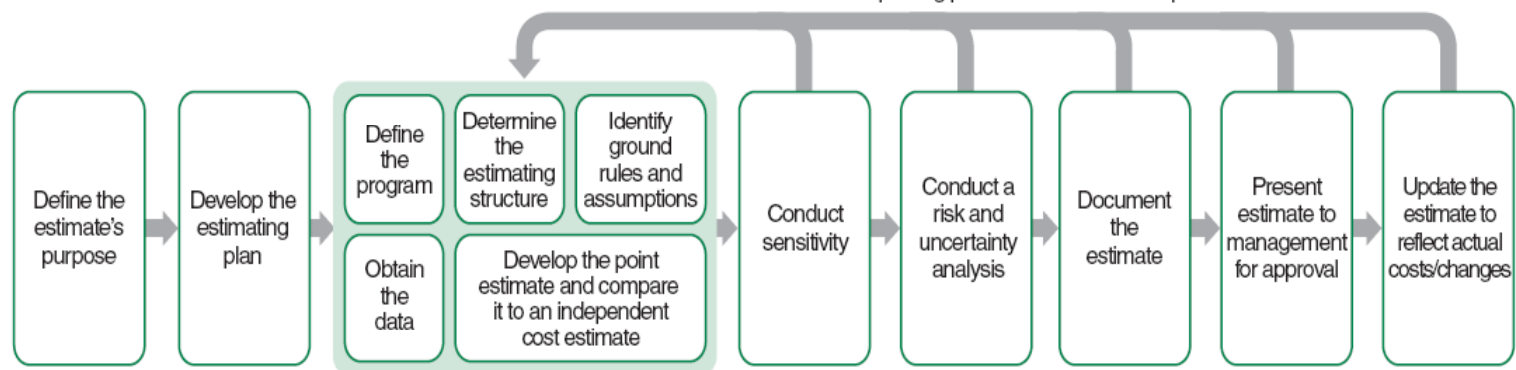 Define the
estimate's
purpose
Develop the
estimating
plan
Define
the
program
Determine
the
estimating
structure
Identify
ground
rules and
assumptions
Obtain
the
data
Develop the point
estimate and compare
it to an independent
cost estimate
Conduct
sensitivity
Conduct a
risk and
uncertainty
analysis
Document
the
estimate
Present
estimate to
management
for approval
Update the
estimate to
reflect actual
costs/changes